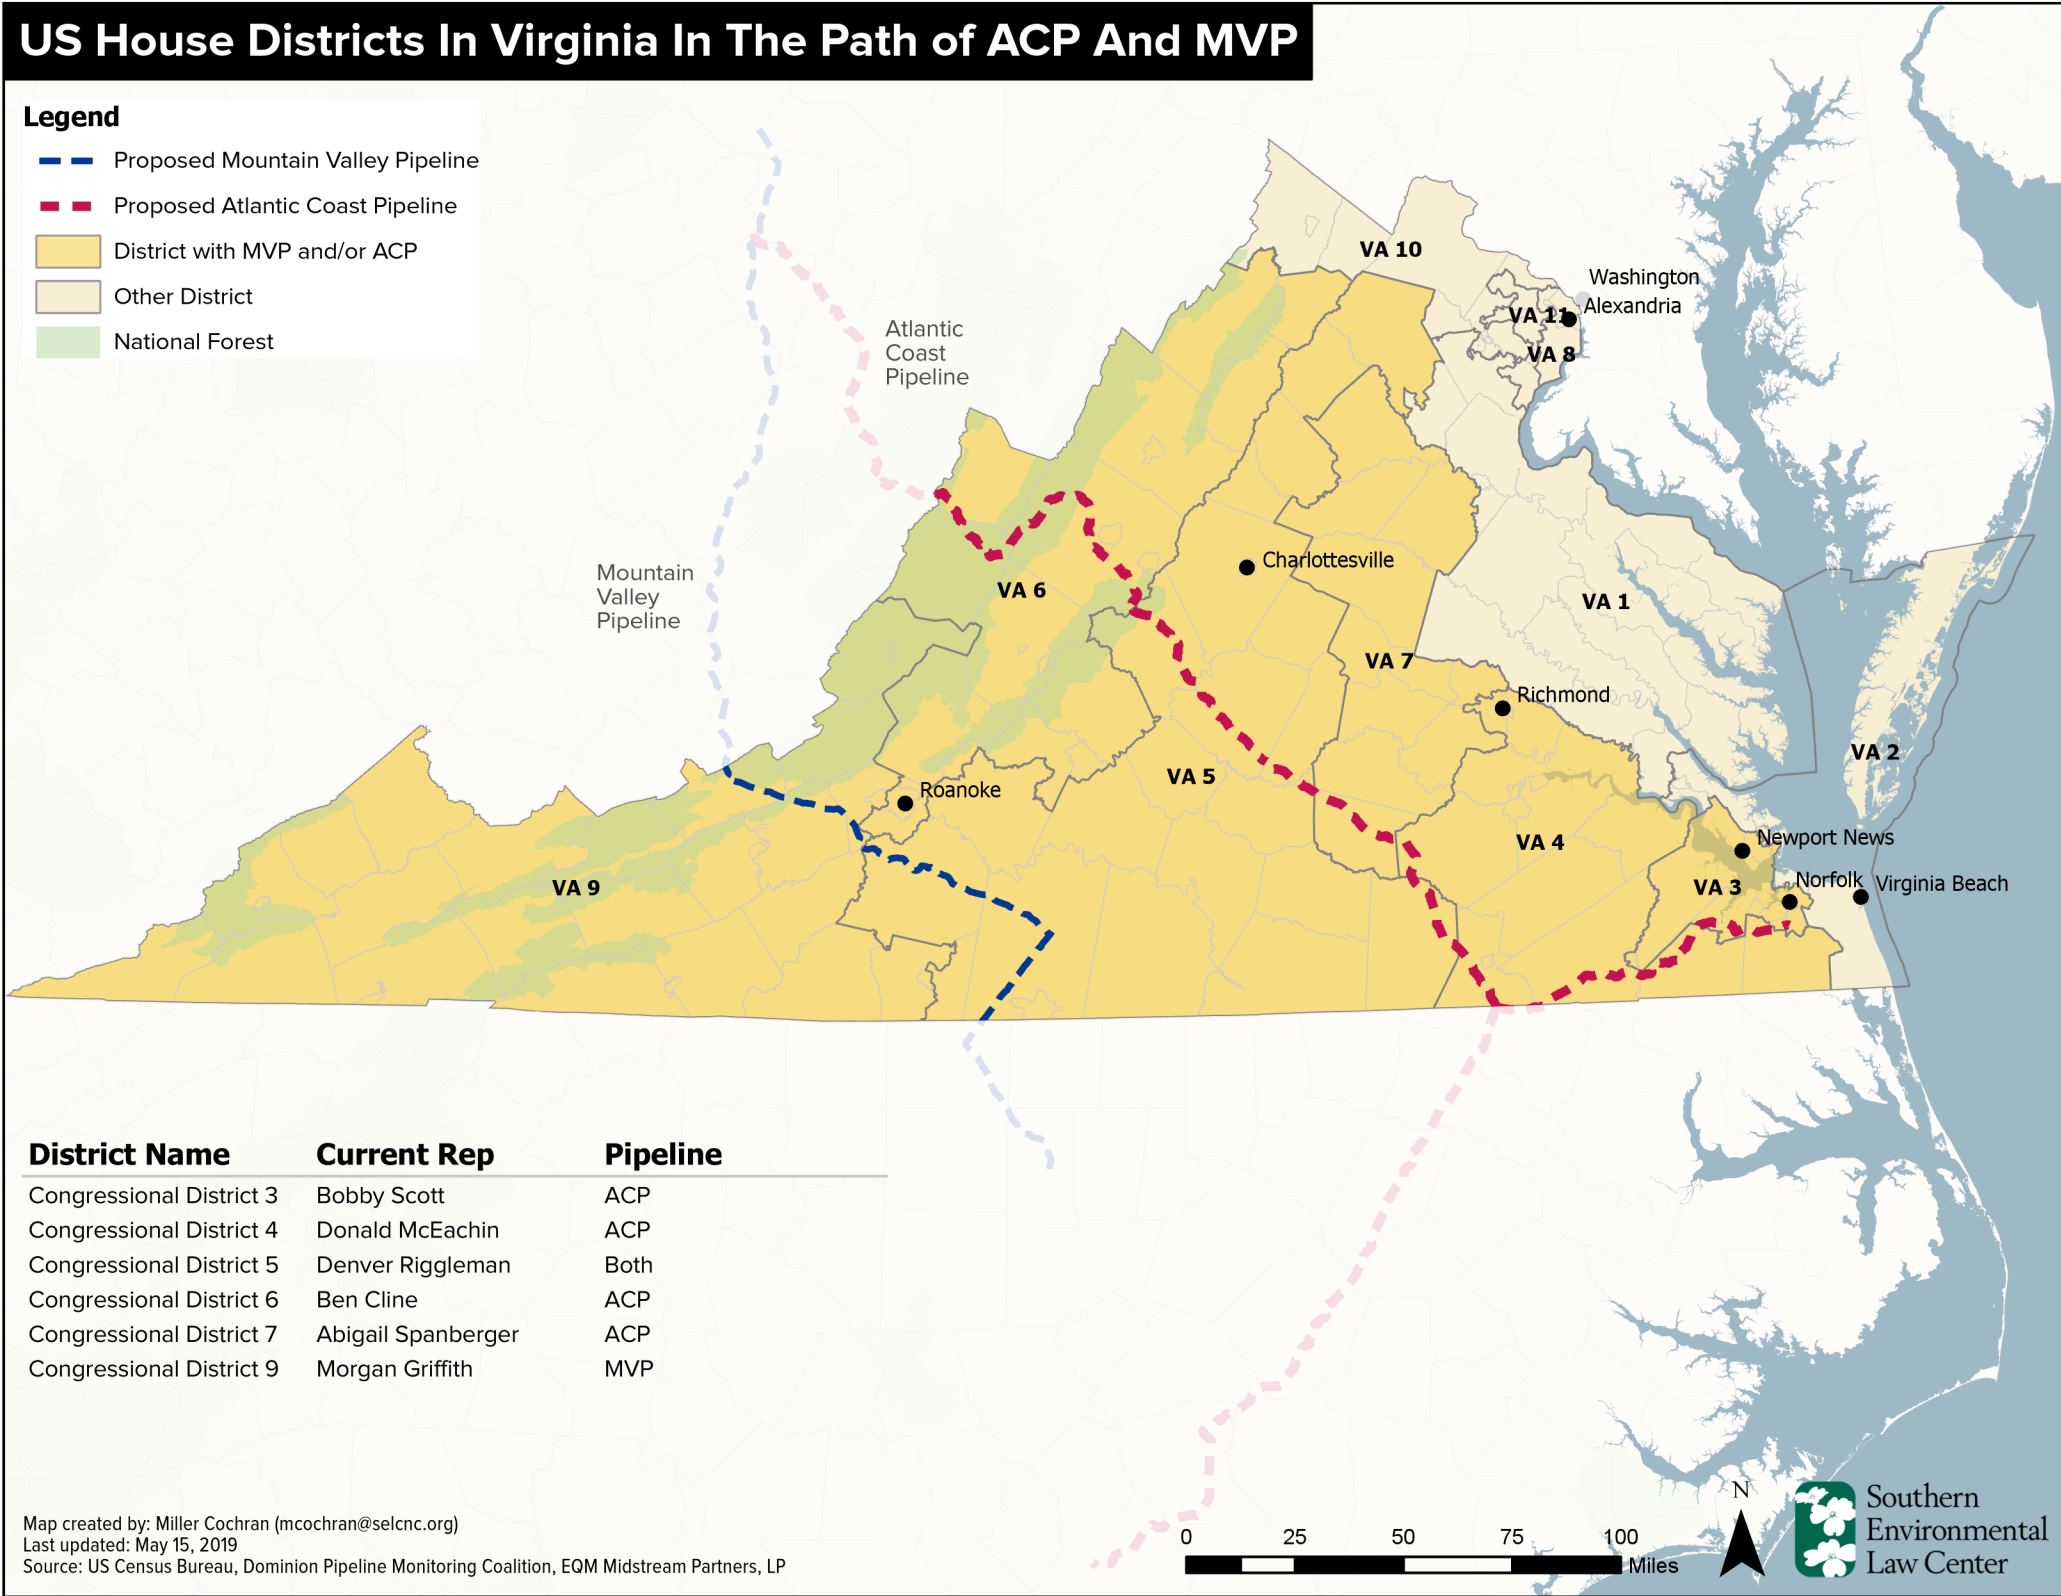 US House Districts In Virginia In The Path of ACP And MVP
Legend
Proposed Mountain Valley Pipeline
Proposed Atlantic Coast Pipeline
District with MVP and/or ACP
Other District
National Forest
VA 10
Washington
Alexandria
VA 11
VA 8
Atlantic
Coast
Pipeline
Charlottesville
Mountain
Valley
Pipeline
VA 6
VA 1
VA 7
Richmond
VA 2
VA 5
Roanoke
VA 4
Newport News
VA 9
VA 3
Norfolk
Virginia Beach
District Name Current Rep Pipeline
Congressional District 3 Bobby Scott ACP
Congressional District 4 Donald McEachin ACP
Congressional District 5 Denver Riggleman Both
Congressional District 6 Ben Cline ACP
Congressional District 7 Abigail Spanberger ACP
Congressional District 9 Morgan Griffith MVP
Map created by: Miller Cochran (mcochran@selcnc.org)
Last updated: May 15, 2019
Source: US Census Bureau, Dominion Pipeline Monitoring Coalition, EQM Midstream Partners, LP
0 25 50 75 100
Miles
N
Southern
Environmental
Law Center